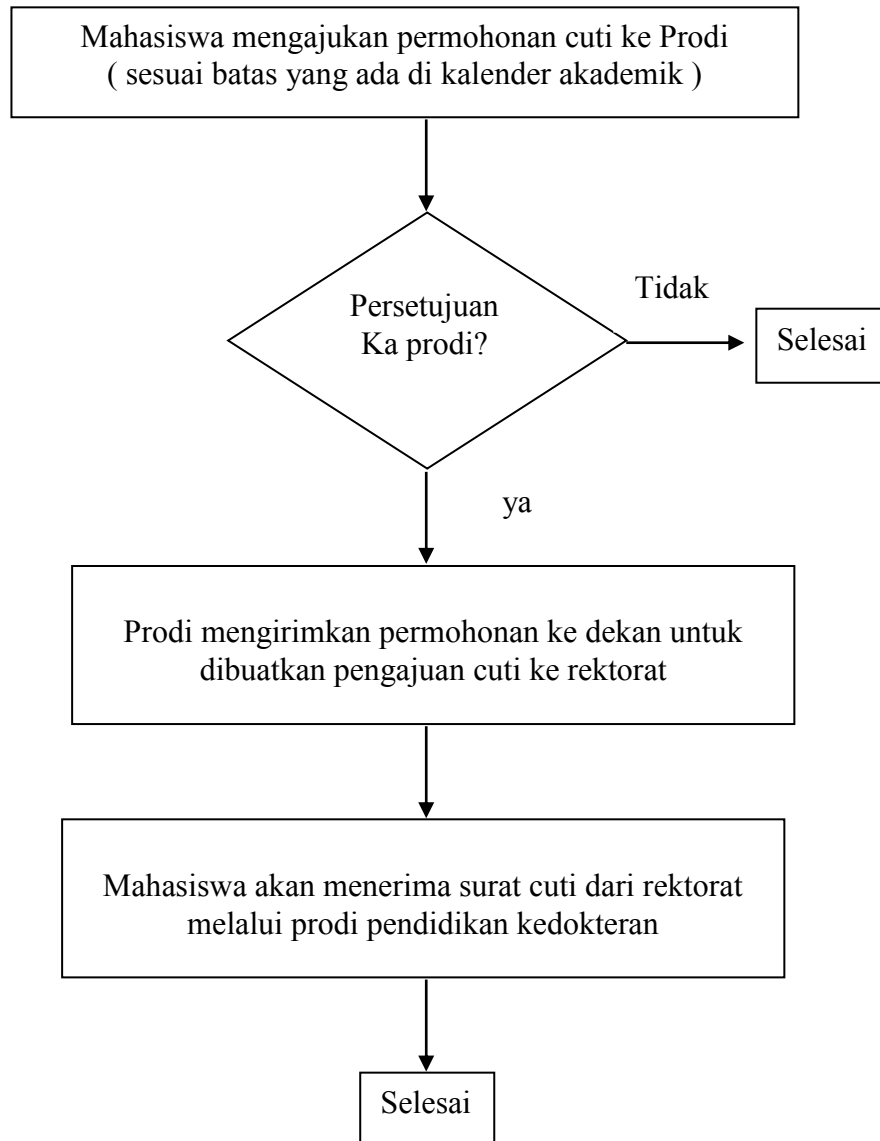 Mahasiswa mengajukan permohonan cuti ke Prodi
( sesuai batas yang ada di kalender akademik )
Persetujuan
Ka prodi?
Tidak
Selesai
ya
Prodi mengirimkan permohonan ke dekan untuk
dibuatkan pengajuan cuti ke rektorat
Mahasiswa akan menerima surat cuti dari rektorat
melalui prodi pendidikan kedokteran
Selesai